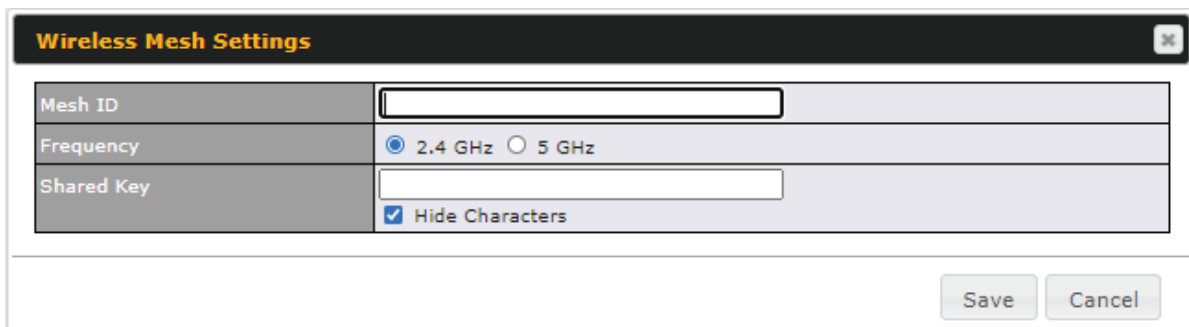 Wireless Mesh Settings
Mesh ID
Frequency 2.4 GHz 5 GHz
Shared Key
Hide Characters
Save Cancel